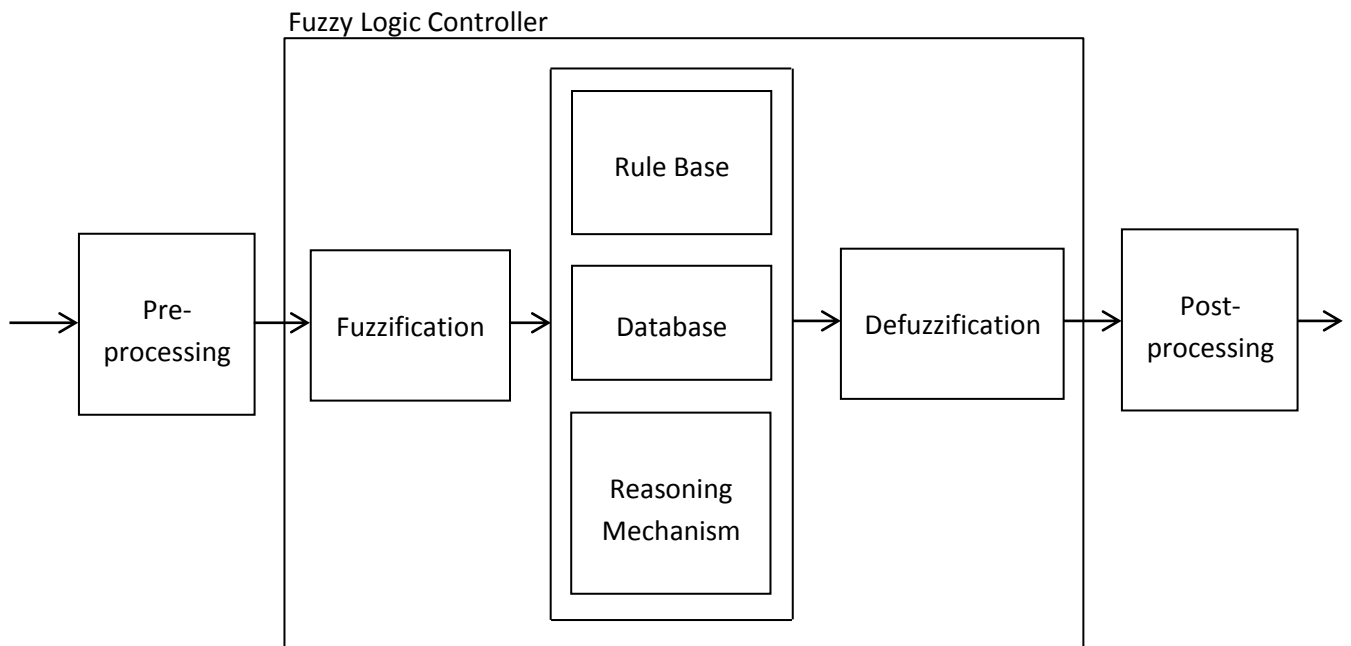 Fuzzy Logic Controller
Pre-
processing
Fuzzification
Rule Base
Database
Reasoning
Mechanism
Defuzzification
Post-
processing